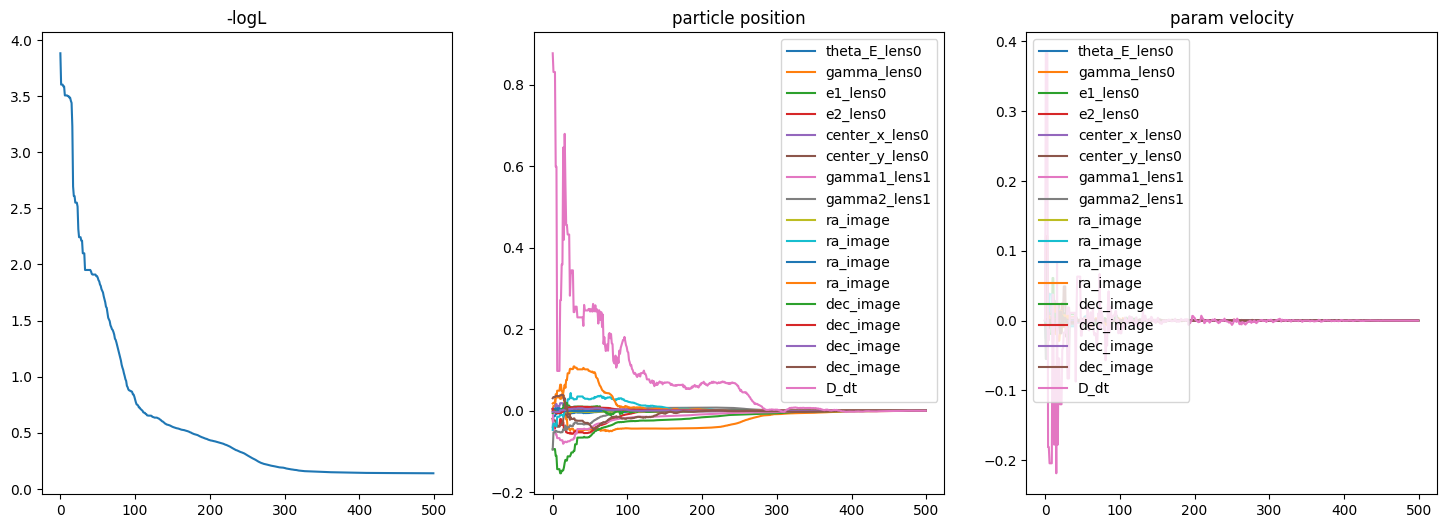 -logL
4.0
3.5
3.0
2.5
2.0
1.5
1.0
0.5
0.0
0
100
200
300
400
500
particle position
0.8
0.6
0.4
0.2
0.0
−0.2
0
100
200
300
400
500
theta_E_lens0
gamma_lens0
e1_lens0
e2_lens0
center_x_lens0
center_y_lens0
gamma1_lens1
gamma2_lens1
ra_image
ra_image
ra_image
ra_image
dec_image
dec_image
dec_image
dec_image
D_dt
param velocity
0.4
0.3
0.2
0.1
0.0
−0.1
−0.2
0
100
200
300
400
500
theta_E_lens0
gamma_lens0
e1_lens0
e2_lens0
center_x_lens0
center_y_lens0
gamma1_lens1
gamma2_lens1
ra_image
ra_image
ra_image
ra_image
dec_image
dec_image
dec_image
dec_image
D_dt